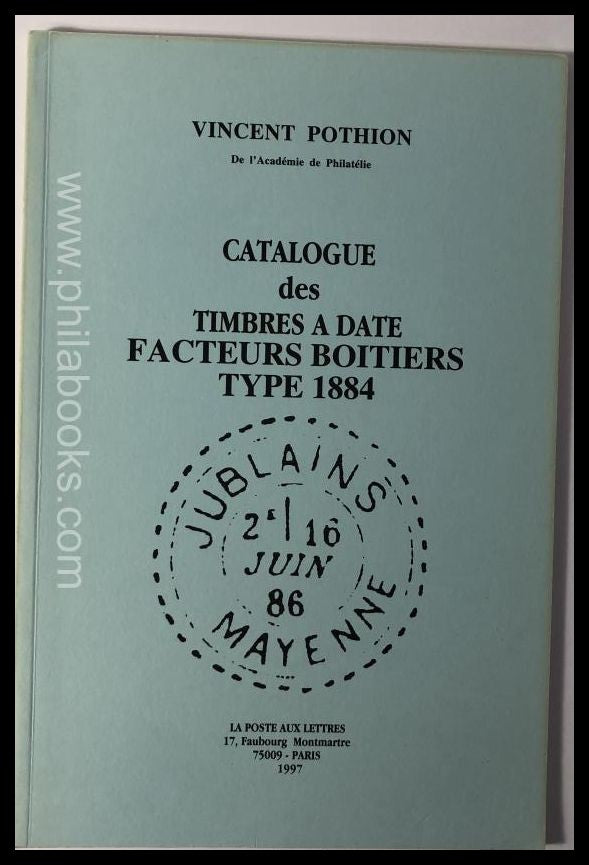 VINCENT POTHION
De l'Académie de Philatélie
CATALOGUE
des
TIMBRES A DATE
FACTEURS BOITIERS
TYPE 1884
JUBLAINS
2ᴱ 16
JUIN
86
MAYENNE
LA POSTE AUX LETTRES
17, Faubourg Montmartre
75009 - PARIS
1997
www.philabooks.com